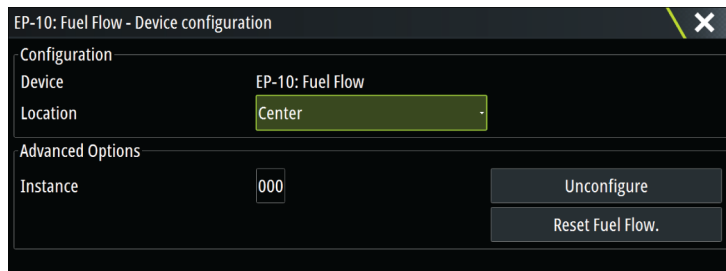 EP-10: Fuel Flow - Device configuration
Configuration
Device EP-10: Fuel Flow
Location Center
Advanced Options
Instance 000 Unconfigure
Reset Fuel Flow.